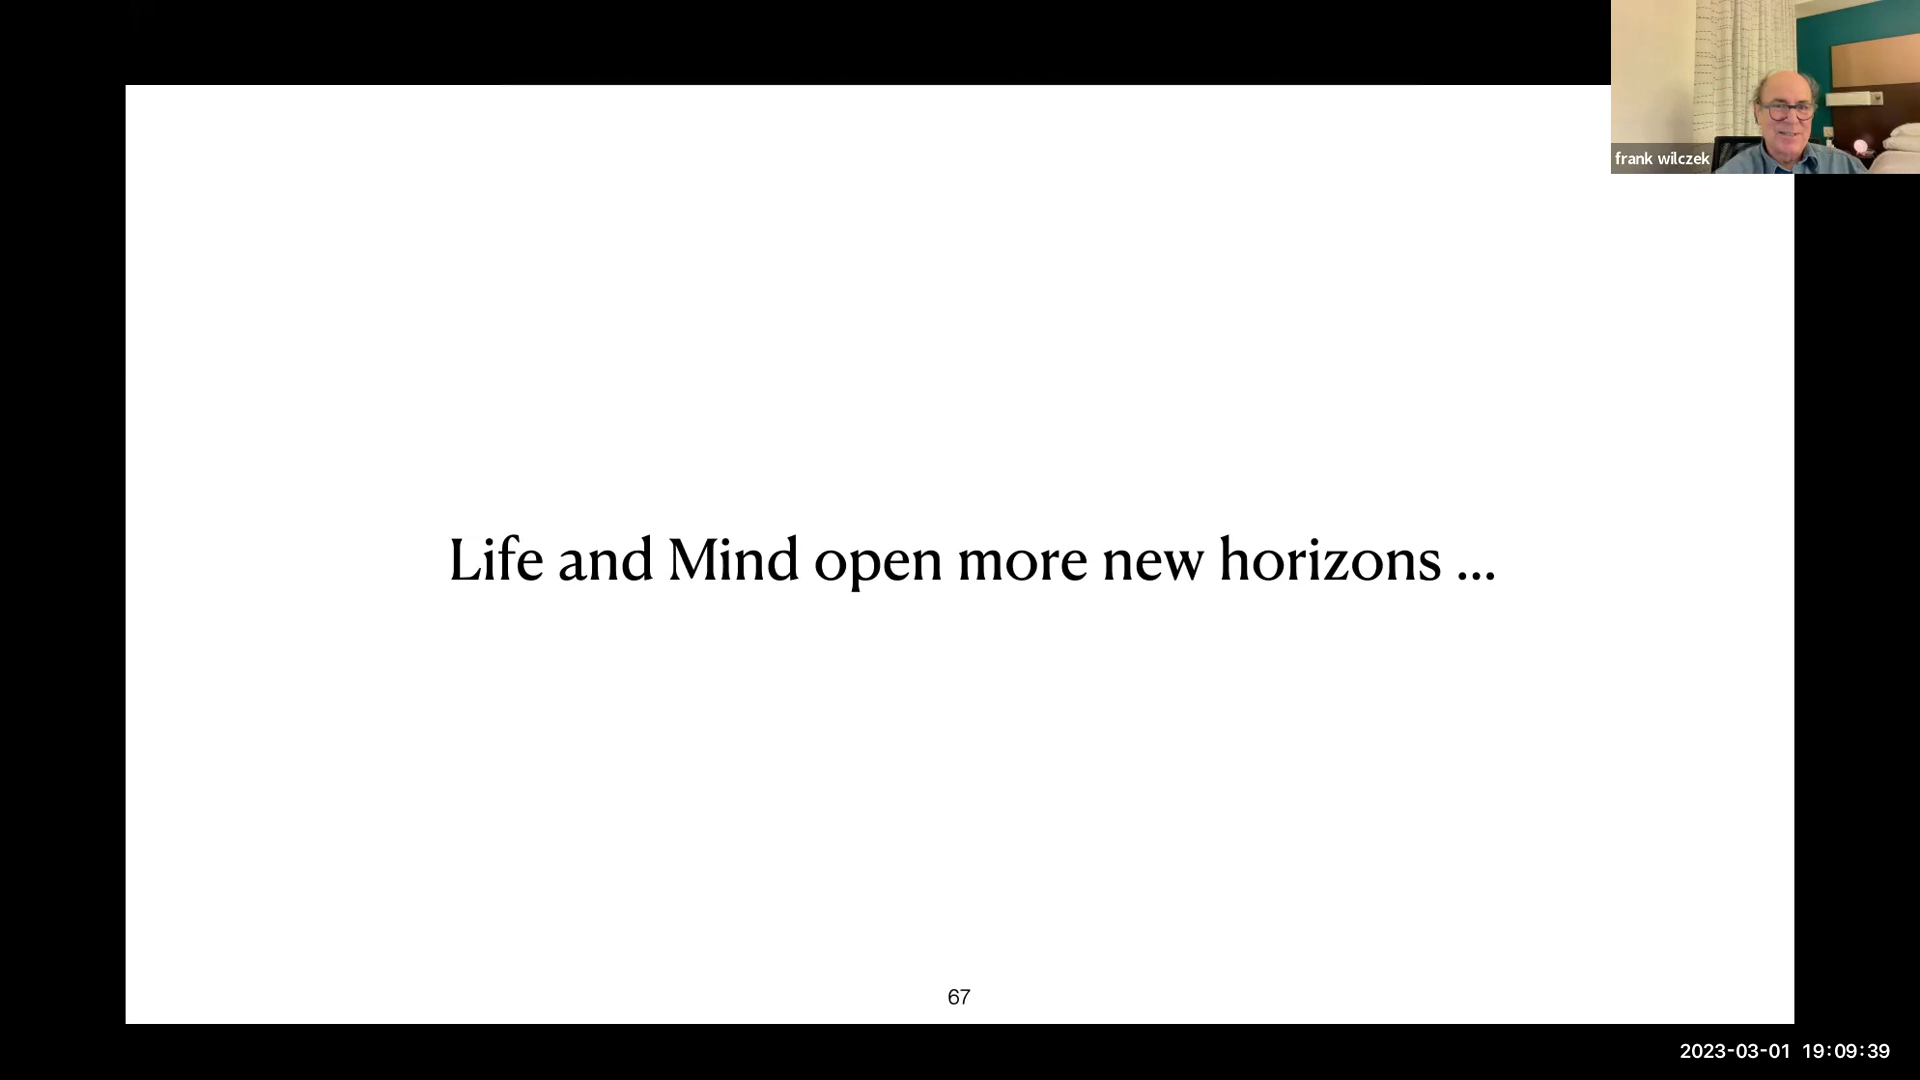 frank wilczek
Life and Mind open more new horizons ...
67
2023-03-01 19:09:39